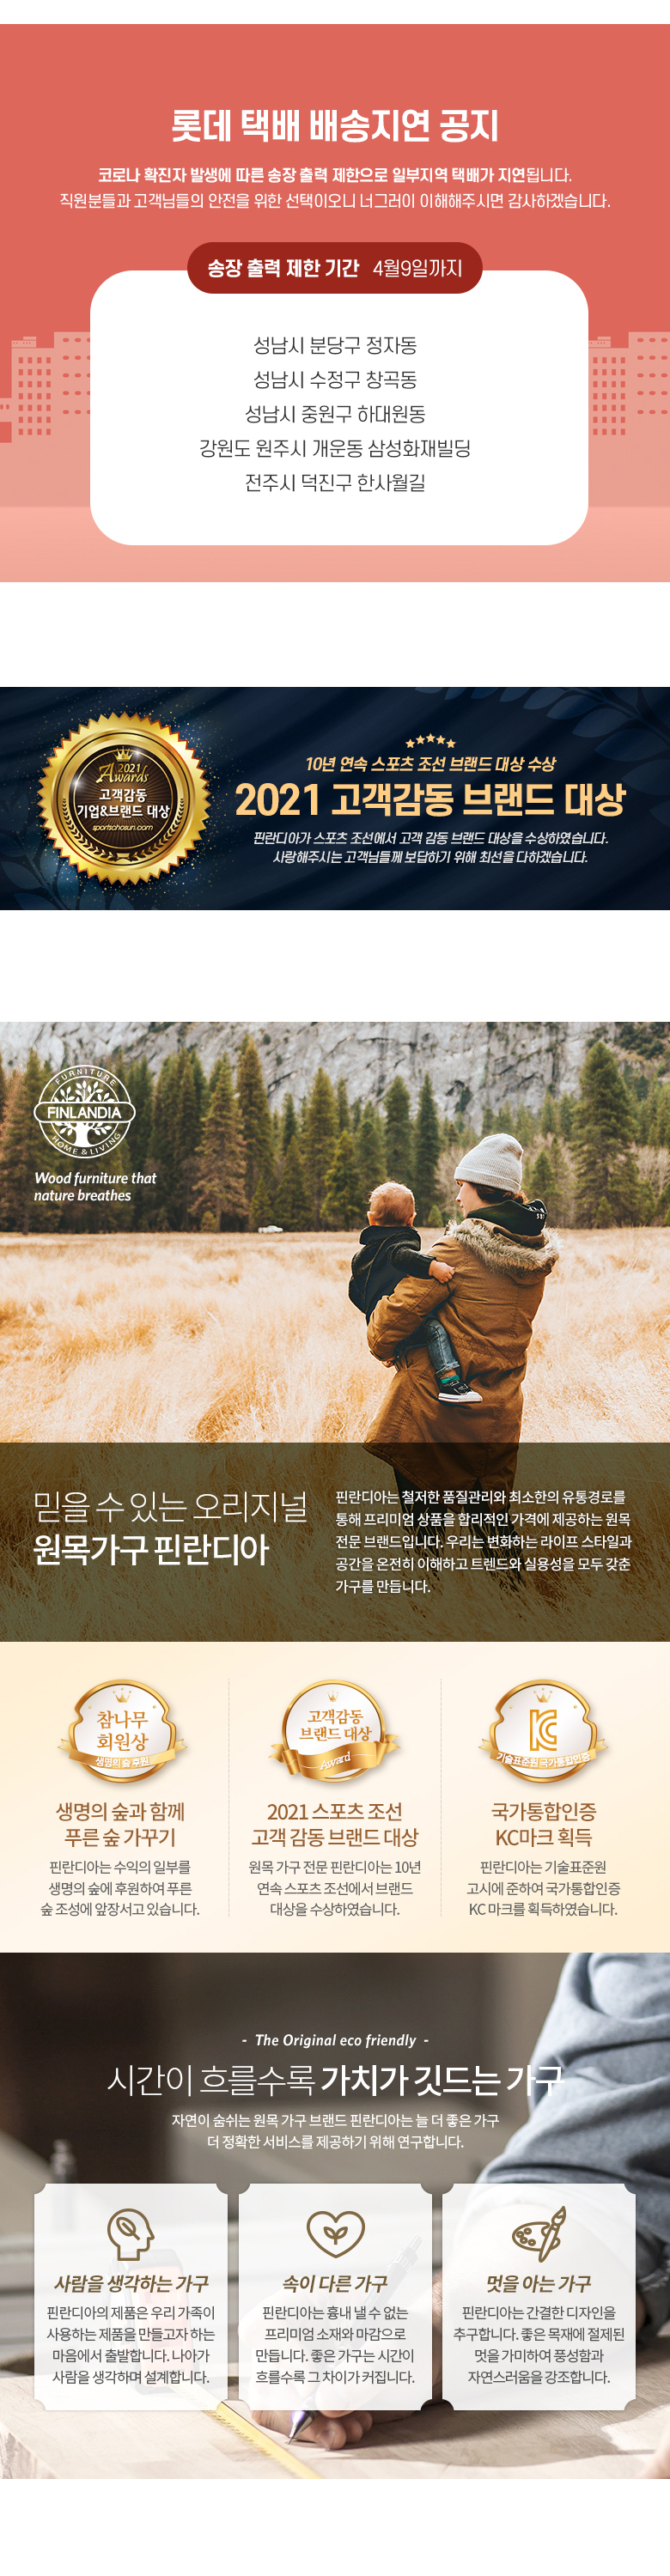 롯데 택배 배송지연 공지
코로나 확진자 발생에 따른 송장 출력 제한으로 일부지역 택배가 지연됩니다.
직원분들과 고객님들의 안전을 위한 선택이오니 너그러이 이해해주시면 감사하겠습니다.
송장 출력 제한 기간 4월9일까지
성남시 분당구 정자동
성남시 수정구 창곡동
성남시 중원구 하대원동
강원도 원주시 개운동 삼성화재빌딩
전주시 덕진구 한사월길
2021
Awards
고객감동
기업&브랜드 대상
sportschosun.com
10년 연속 스포츠 조선 브랜드 대상 수상
2021 고객감동 브랜드 대상
핀란디아가 스포츠 조선에서 고객 감동 브랜드 대상을 수상하였습니다.
사랑해주시는 고객님들께 보답하기 위해 최선을 다하겠습니다.
FURNITURE
FINLANDIA
HOME & LIVING
Wood furniture that
nature breathes
믿을 수 있는 오리지널
원목가구 핀란디아
핀란디아는 철저한 품질관리와 최소한의 유통경로를
통해 프리미엄 상품을 합리적인 가격에 제공하는 원목
전문 브랜드입니다. 우리는 변화하는 라이프 스타일과
공간을 온전히 이해하고 트렌드와 실용성을 모두 갖춘
가구를 만듭니다.
참나무
회원상
생명의 숲 후원
생명의 숲과 함께
푸른 숲 가꾸기
핀란디아는 수익의 일부를
생명의 숲에 후원하여 푸른
숲 조성에 앞장서고 있습니다.
고객감동
브랜드 대상
Award
2021 스포츠 조선
고객 감동 브랜드 대상
원목 가구 전문 핀란디아는 10년
연속 스포츠 조선에서 브랜드
대상을 수상하였습니다.
KC
기술표준원 국가통합인증
국가통합인증
KC마크 획득
핀란디아는 기술표준원
고시에 준하여 국가통합인증
KC 마크를 획득하였습니다.
- The Original eco friendly -
시간이 흐를수록 가치가 깃드는 가구
자연이 숨쉬는 원목 가구 브랜드 핀란디아는 늘 더 좋은 가구
더 정확한 서비스를 제공하기 위해 연구합니다.
사람을 생각하는 가구
핀란디아의 제품은 우리 가족이
사용하는 제품을 만들고자 하는
마음에서 출발합니다. 나아가
사람을 생각하며 설계합니다.
속이 다른 가구
핀란디아는 흉내 낼 수 없는
프리미엄 소재와 마감으로
만듭니다. 좋은 가구는 시간이
흐를수록 그 차이가 커집니다.
멋을 아는 가구
핀란디아는 간결한 디자인을
추구합니다. 좋은 목재에 절제된
멋을 가미하여 풍성함과
자연스러움을 강조합니다.